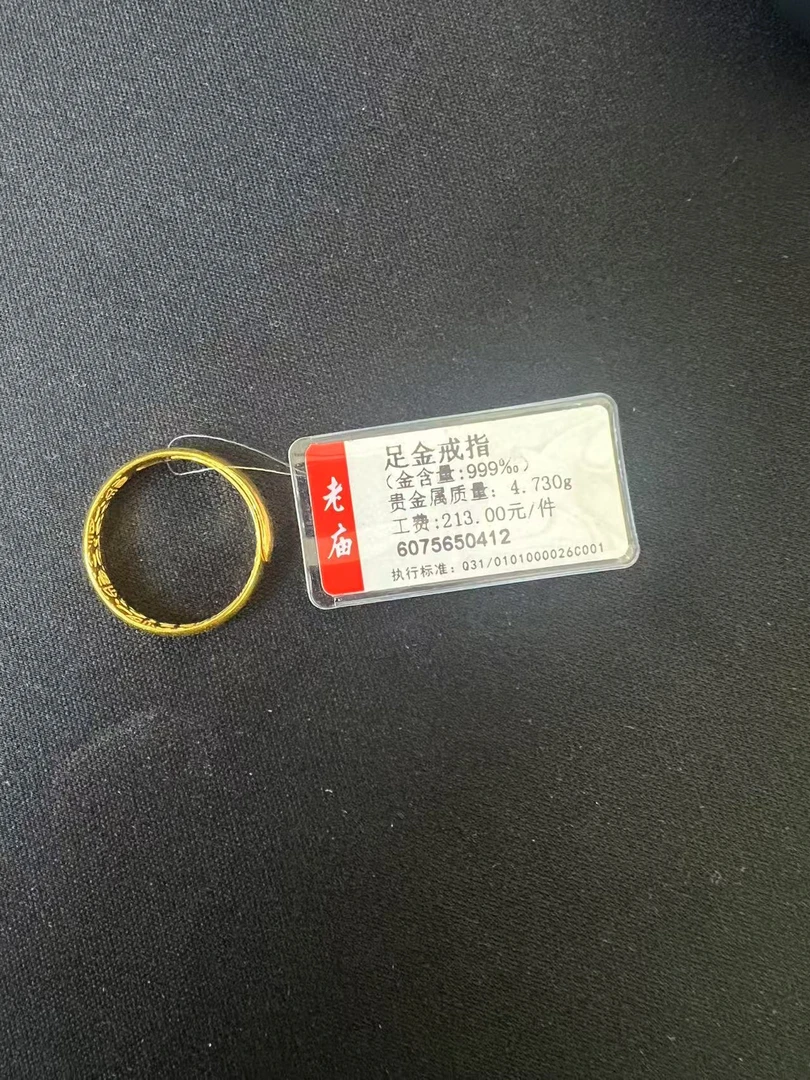 老庙
足金戒指
（金含量:999‰）
贵金属质量: 4.730g
工费:213.00元/件
6075650412
执行标准: Q31/0101000026C001